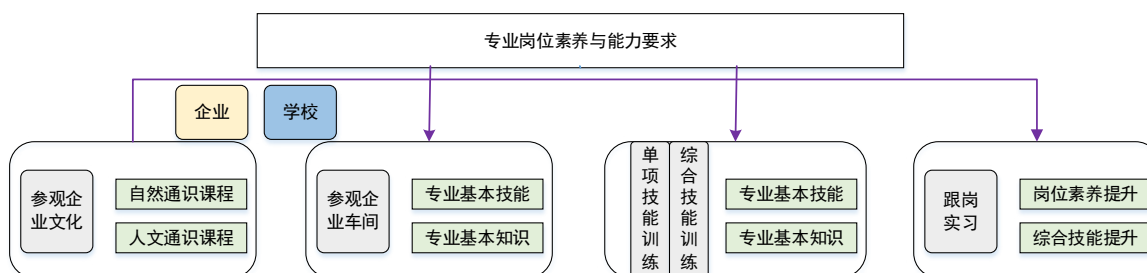 专业岗位素养与能力要求
企业
学校
参观企
业文化
自然通识课程
人文通识课程
参观企
业车间
专业基本技能
专业基本知识
单项技能训练
综合技能训练
专业基本技能
专业基本知识
跟岗
实习
岗位素养提升
综合技能提升